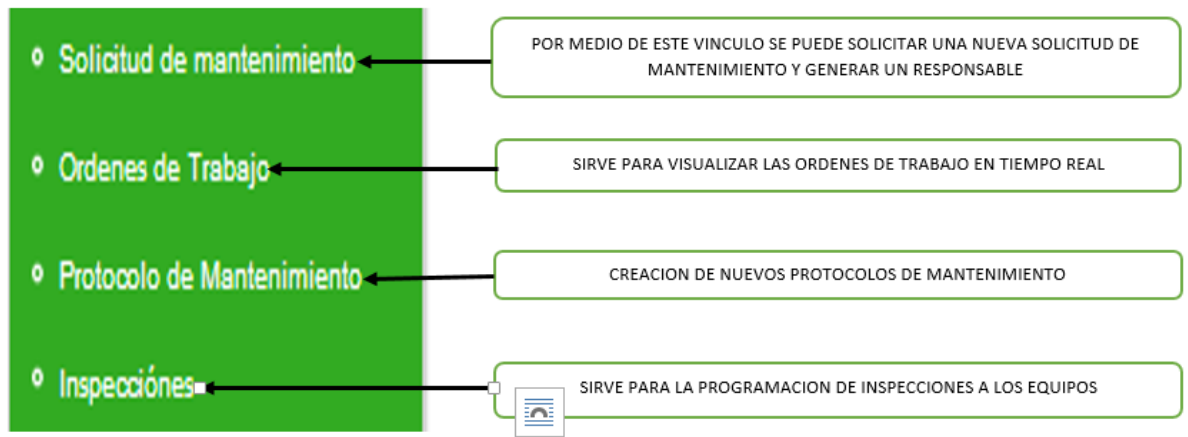 Solicitud de mantenimiento
POR MEDIO DE ESTE VINCULO SE PUEDE SOLICITAR UNA NUEVA SOLICITUD DE
MANTENIMIENTO Y GENERAR UN RESPONSABLE
Ordenes de Trabajo
SIRVE PARA VISUALIZAR LAS ORDENES DE TRABAJO EN TIEMPO REAL
Protocolo de Mantenimiento
CREACION DE NUEVOS PROTOCOLOS DE MANTENIMIENTO
Inspecciónes
SIRVE PARA LA PROGRAMACION DE INSPECCIONES A LOS EQUIPOS